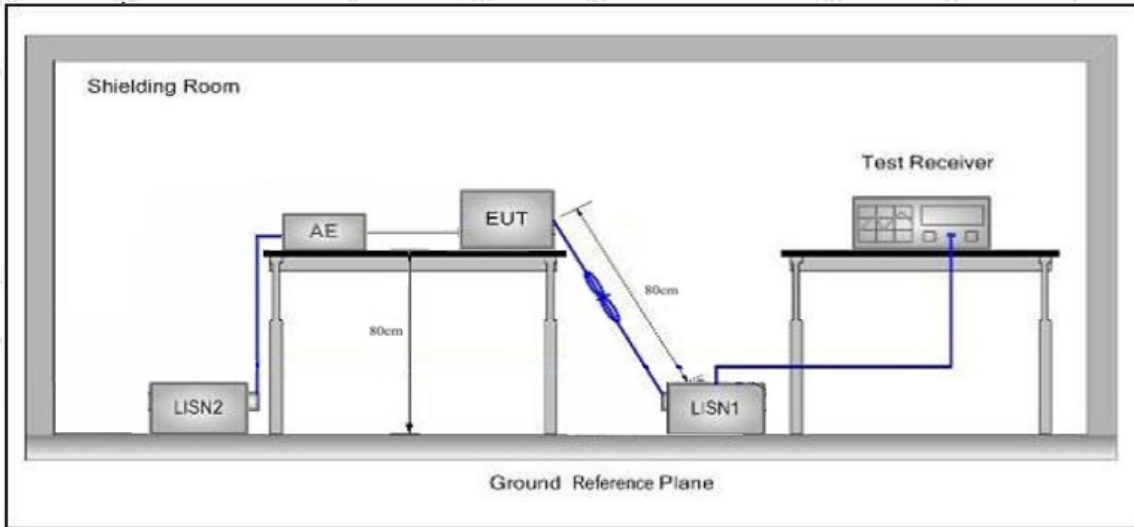 Shielding Room
Test Receiver
EUT
AE
80cm
80cm
LISN2
LISN1
Ground Reference Plane